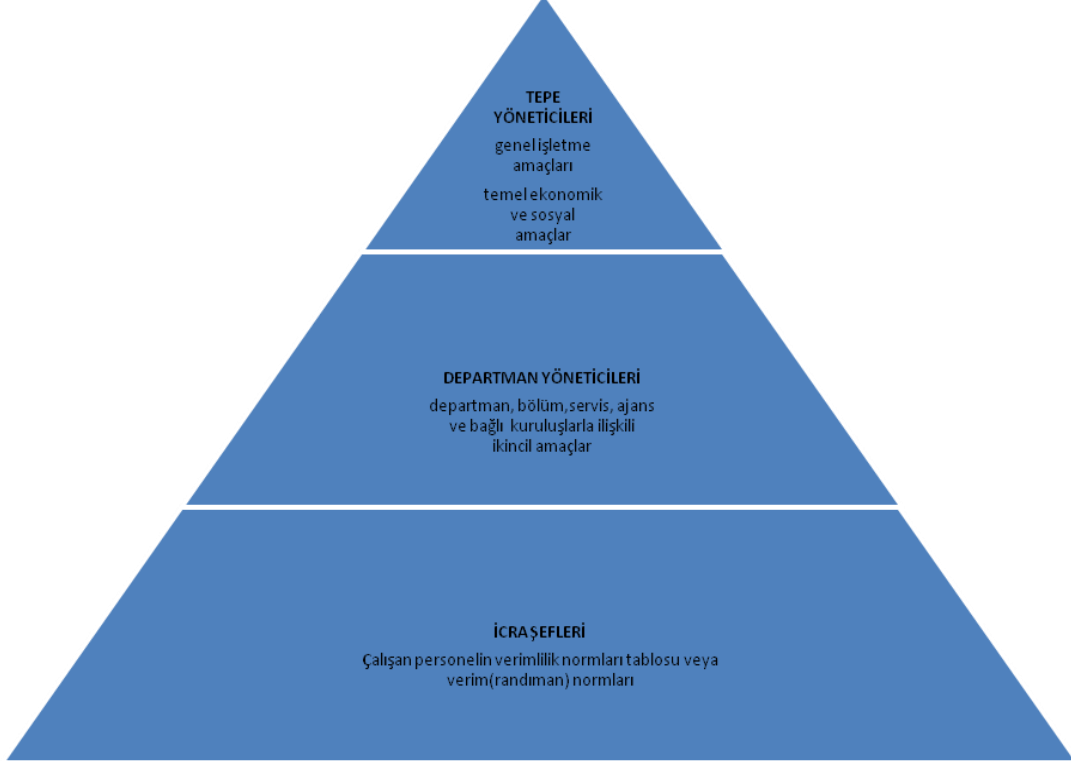 TEPE
YÖNETİCİLERİ
genel işletme
amaçları
temel ekonomik
ve sosyal
amaçlar
DEPARTMAN YÖNETİCİLERİ
departman, bölüm,servis, ajans
ve bağlı kuruluşlarla ilişkili
ikincil amaçlar
İCRA ŞEFLERİ
Çalışan personelin verimlilik normları tablosu veya
verim(randıman) normları